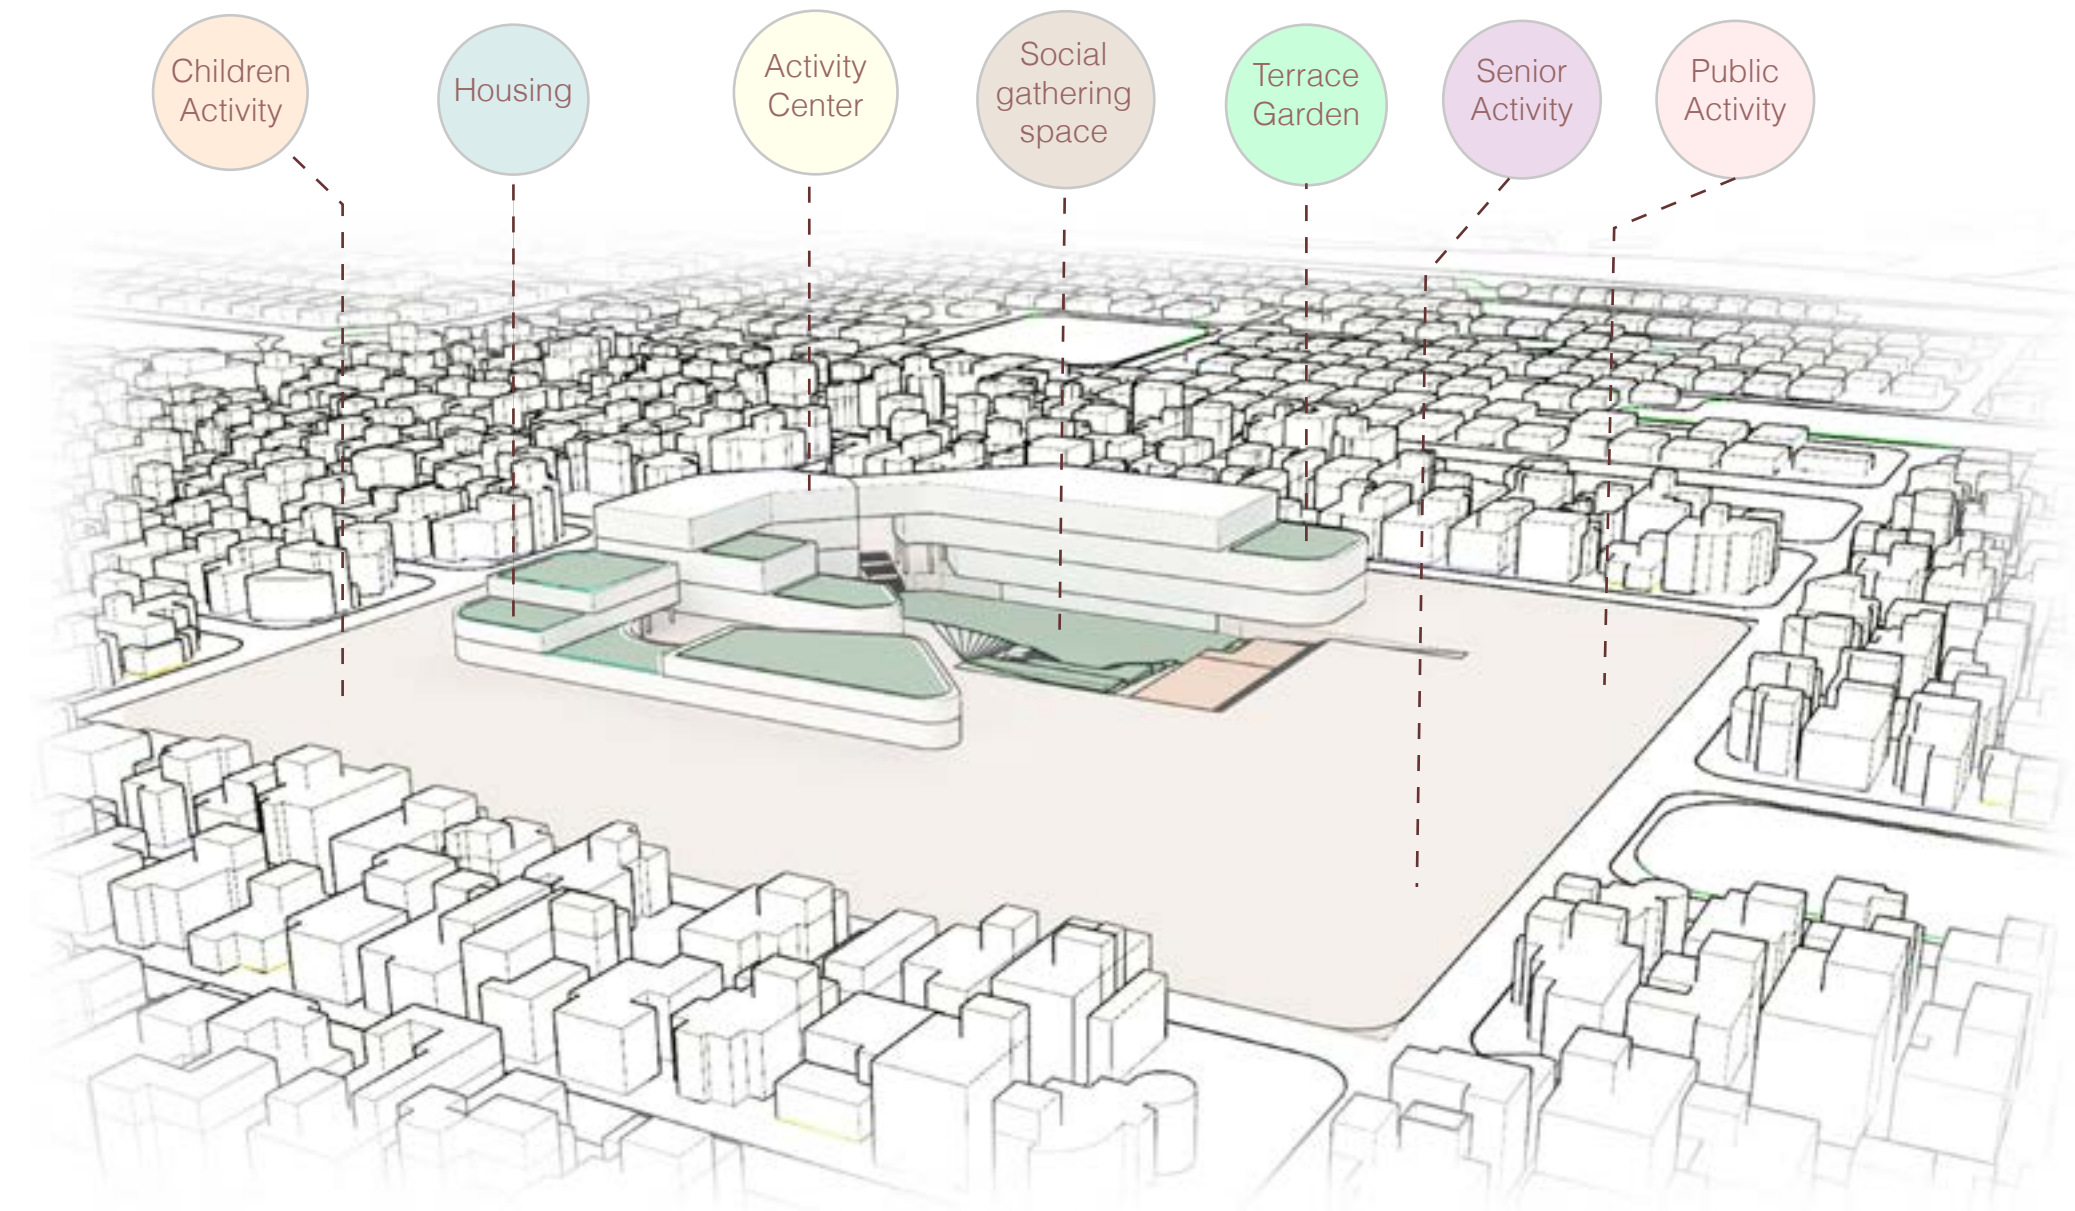 Children
Activity
Housing
Activity
Center
Social
gathering
space
Terrace
Garden
Senior
Activity
Public
Activity